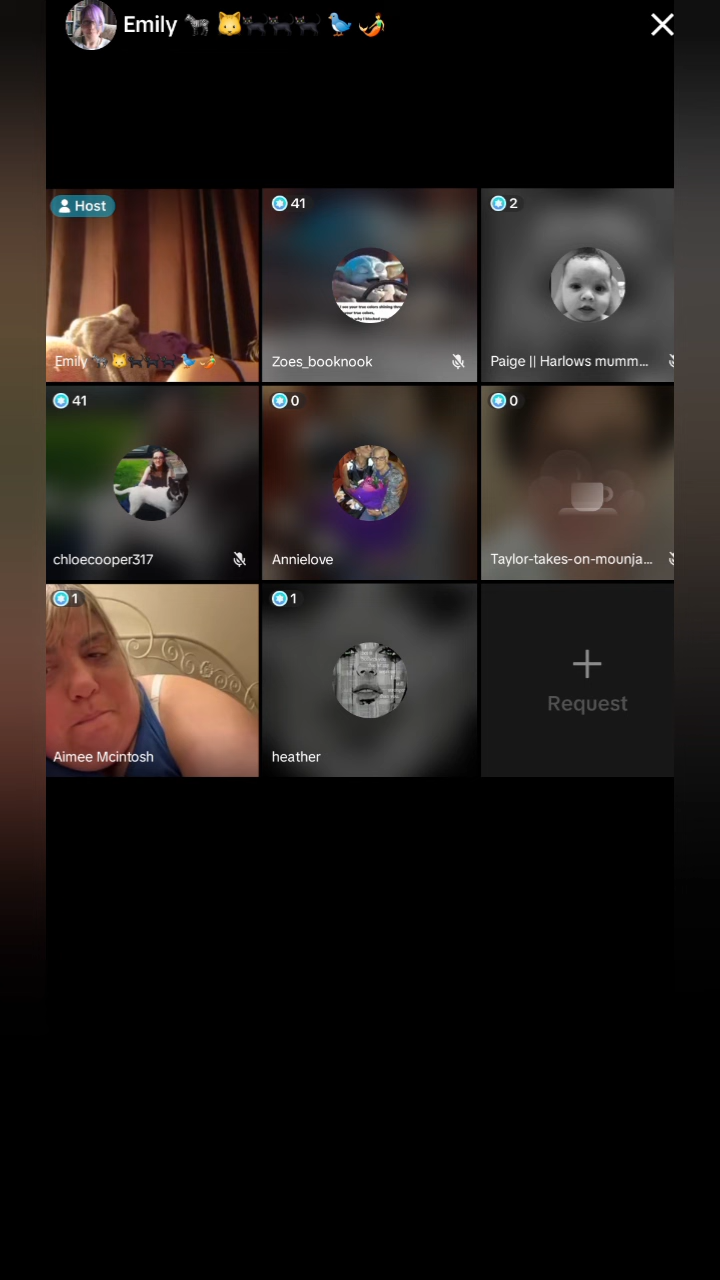 Emily 🦓 🐱🐈‍⬛🐈‍⬛🐈‍⬛ 🐦 🧜
Host
Emily 🦓 🐱🐈‍⬛🐈‍⬛🐈‍⬛ 🐦 🧜
41
Zoes_booknook
2
Paige || Harlows mumm...
41
chloecooper317
0
Annielove
0
Taylor-takes-on-mounja...
1
Aimee Mcintosh
1
heather
Request